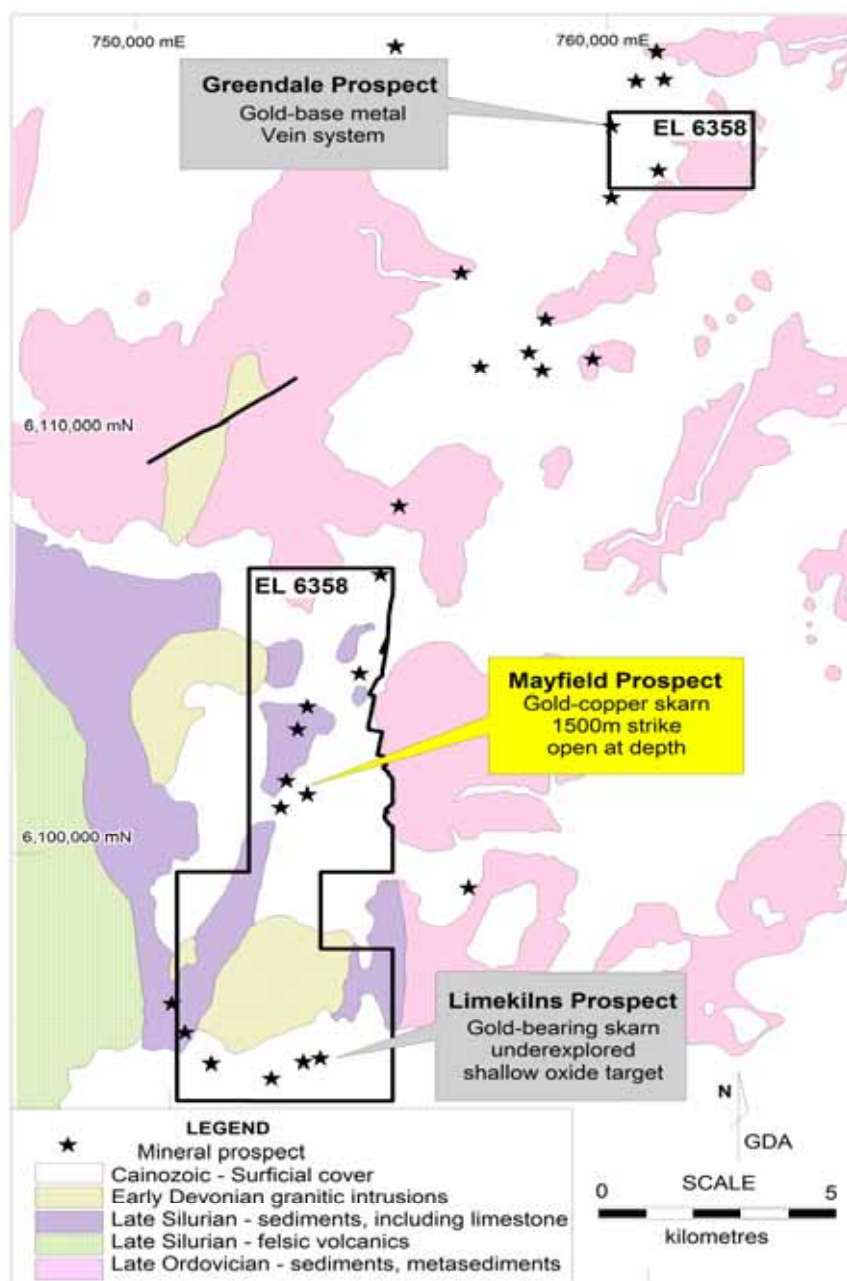 750,000 mE
760,000 mE
Greendale Prospect
Gold-base metal
Vein system
EL 6358
6,110,000 mN
EL 6358
Mayfield Prospect
Gold-copper skarn
1500m strike
open at depth
6,100,000 mN
Limekilns Prospect
Gold-bearing skarn
underexplored
shallow oxide target
LEGEND
Mineral prospect
Cainozoic - Surficial cover
Early Devonian granitic intrusions
Late Silurian - sediments, including limestone
Late Silurian - felsic volcanics
Late Ordovician - sediments, metasediments
N
GDA
SCALE
0 5
kilometres